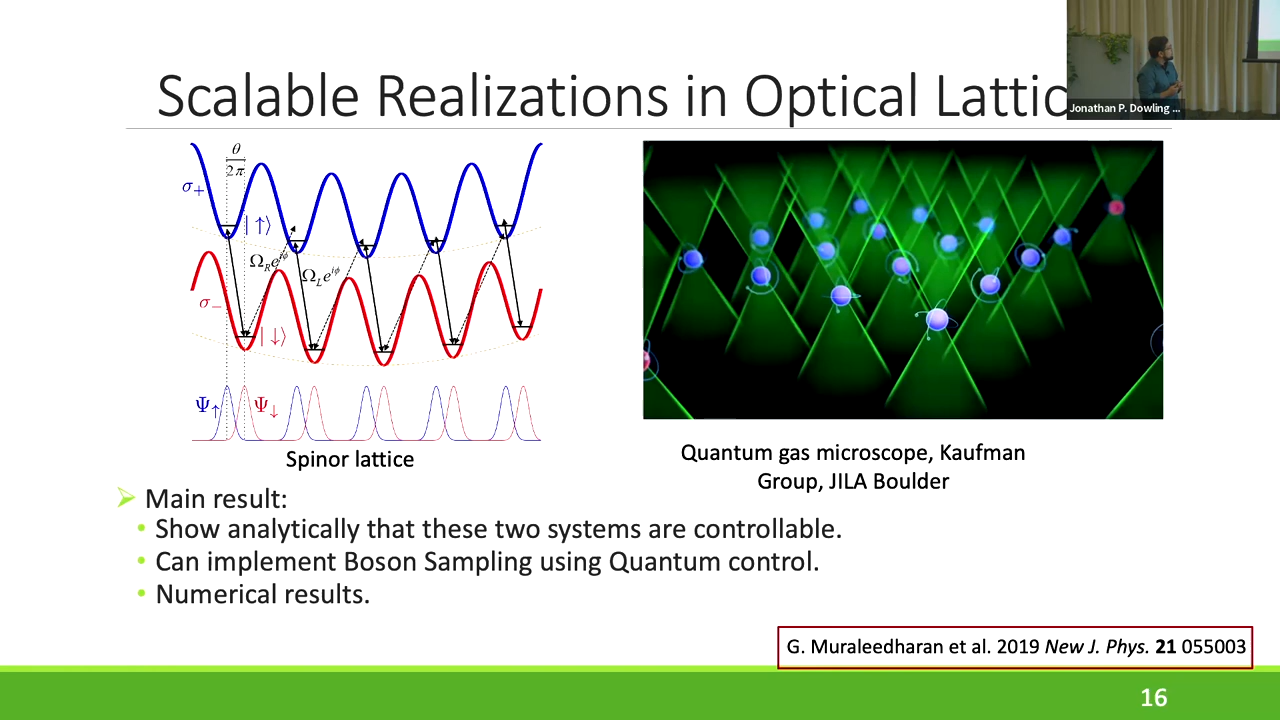 Scalable Realizations in Optical Lattic
Jonathan P. Dowling ...
θ
2π
σ+
|↑⟩
Ω_R e^{iφ}
Ω_L e^{iφ}
σ−
|↓⟩
Ψ↑
Ψ↓
Spinor lattice
Quantum gas microscope, Kaufman
Group, JILA Boulder
Main result:
• Show analytically that these two systems are controllable.
• Can implement Boson Sampling using Quantum control.
• Numerical results.
G. Muraleedharan et al. 2019 New J. Phys. 21 055003
16